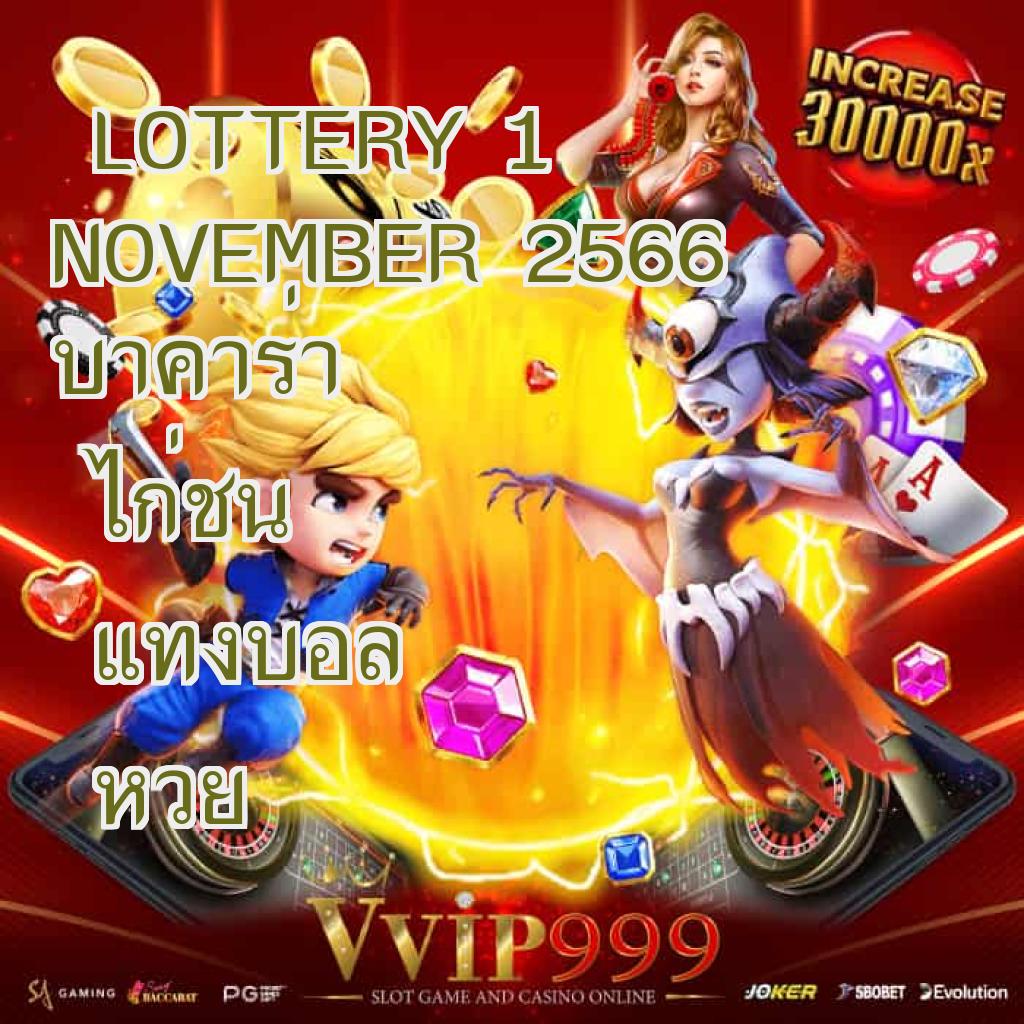 INCREASE
30000x
LOTTERY 1
NOVEMBER 2566
บาคาร่า
ไก่ชน
แทงบอล
หวย
VVIP999
SLOT GAME AND CASINO ONLINE
SA GAMING
Sexy BACCARAT
PG
JOKER
SBOBET
Evolution
A
A